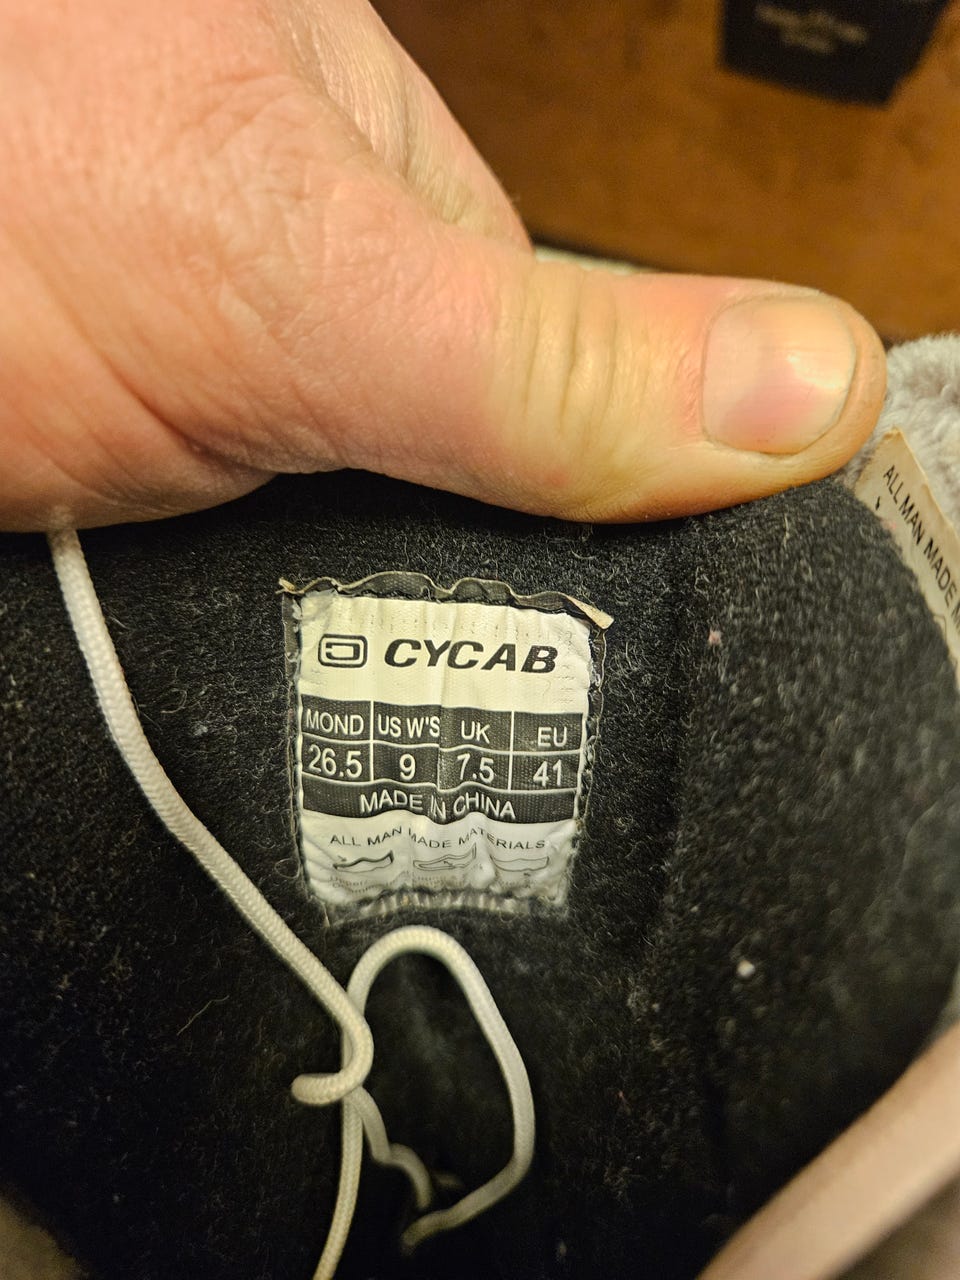 CYCAB
MOND US W'S UK EU
26.5 9 7.5 41
MADE IN CHINA
ALL MAN MADE MATERIALS
ALL MAN MADE